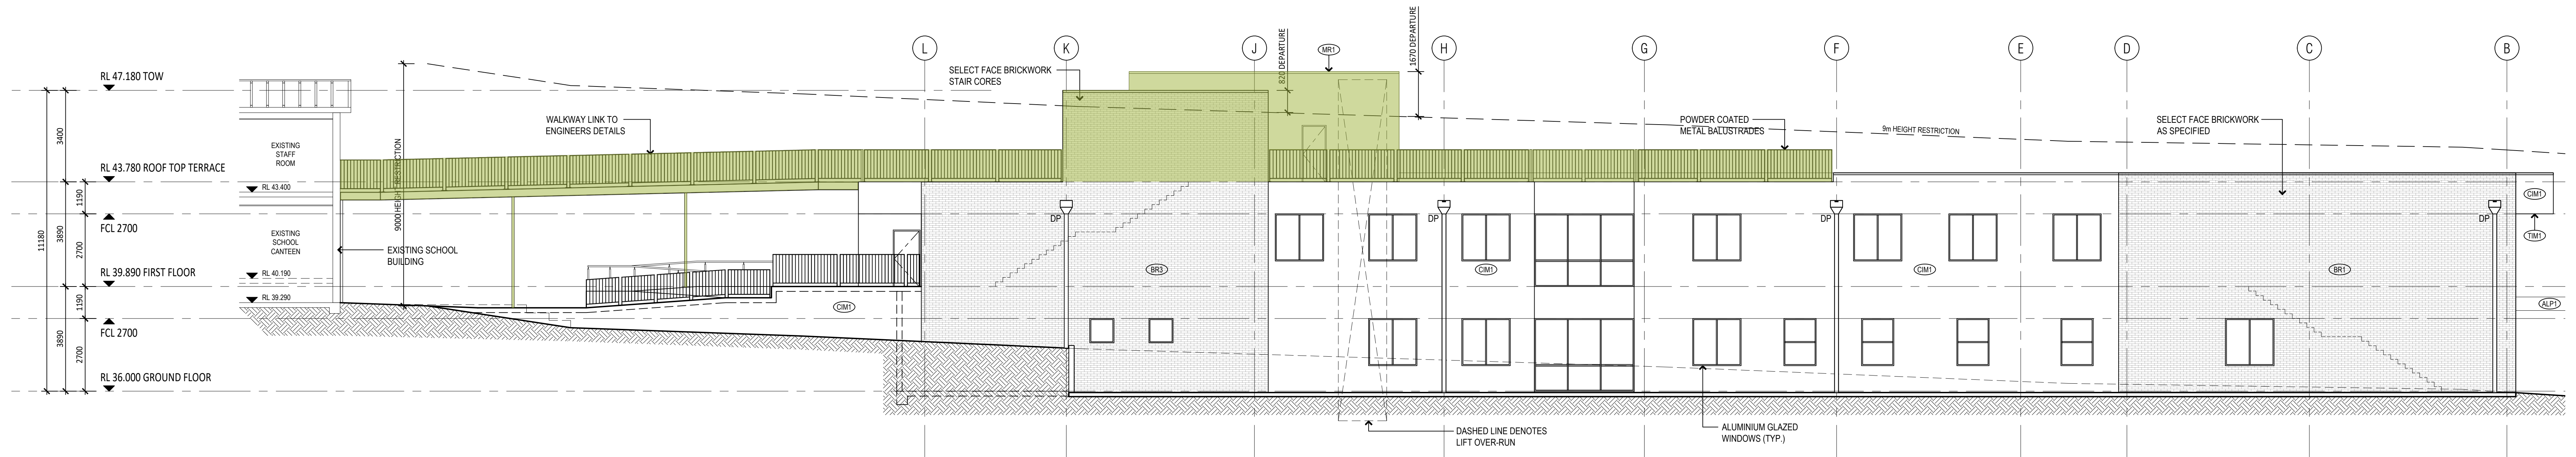 L
K
J
H
G
F
E
D
C
B
820 DEPARTURE
1670 DEPARTURE
MR1
RL 47.180 TOW
SELECT FACE BRICKWORK
STAIR CORES
WALKWAY LINK TO
ENGINEERS DETAILS
POWDER COATED
METAL BALUSTRADES
9m HEIGHT RESTRICTION
SELECT FACE BRICKWORK
AS SPECIFIED
3400
EXISTING
STAFF
ROOM
9000 HEIGHT RESTRICTION
RL 43.780 ROOF TOP TERRACE
RL 43.400
1190
CIM1
DP
DP
DP
DP
FCL 2700
11180
3890
2700
EXISTING
SCHOOL
CANTEEN
EXISTING SCHOOL
BUILDING
TIM1
RL 39.890 FIRST FLOOR
RL 40.190
BR3
CIM1
CIM1
BR1
RL 39.290
1190
CIM1
ALP1
FCL 2700
3890
2700
RL 36.000 GROUND FLOOR
DASHED LINE DENOTES
LIFT OVER-RUN
ALUMINIUM GLAZED
WINDOWS (TYP.)